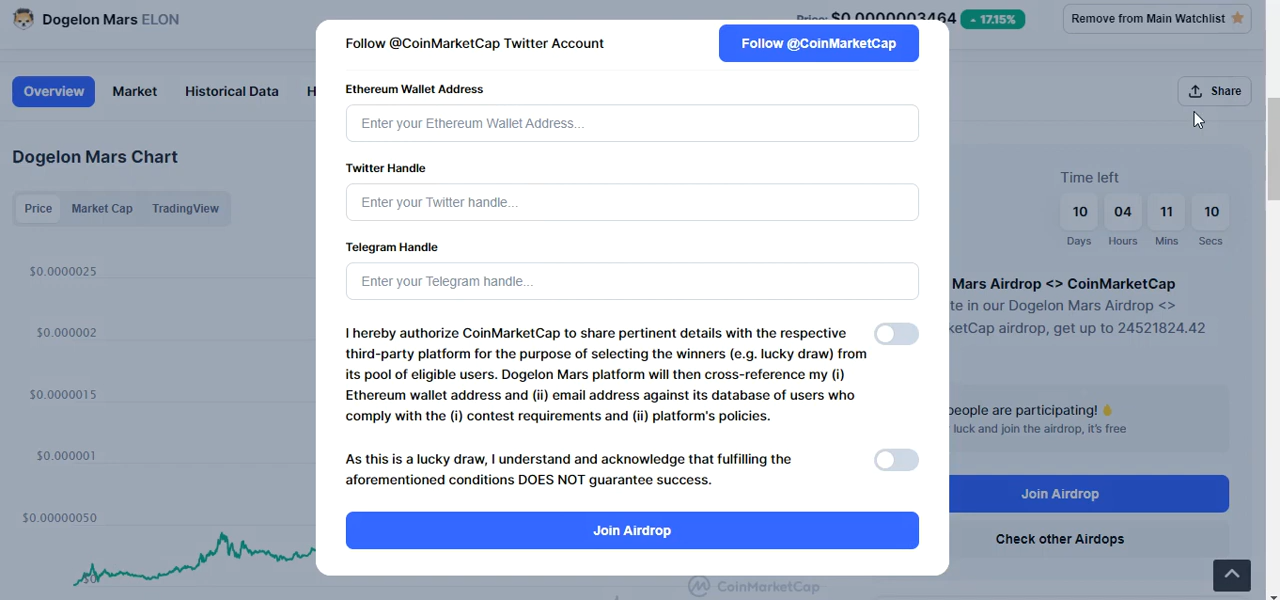 Dogelon Mars ELON
Price: $0.0000003464 17.15%
Remove from Main Watchlist
Follow @CoinMarketCap Twitter Account
Follow @CoinMarketCap
Overview
Market
Historical Data
H
Share
Ethereum Wallet Address
Enter your Ethereum Wallet Address...
Twitter Handle
Enter your Twitter handle...
Telegram Handle
Enter your Telegram handle...
I hereby authorize CoinMarketCap to share pertinent details with the respective
third-party platform for the purpose of selecting the winners (e.g. lucky draw) from
its pool of eligible users. Dogelon Mars platform will then cross-reference my (i)
Ethereum wallet address and (ii) email address against its database of users who
comply with the (i) contest requirements and (ii) platform's policies.
As this is a lucky draw, I understand and acknowledge that fulfilling the
aforementioned conditions DOES NOT guarantee success.
Join Airdrop
Dogelon Mars Chart
Price
Market Cap
TradingView
$0.0000025
$0.000002
$0.0000015
$0.000001
$0.00000050
$0
CoinMarketCap
Time left
10 04 11 10
Days Hours Mins Secs
Mars Airdrop <> CoinMarketCap
te in our Dogelon Mars Airdrop <>
ketCap airdrop, get up to 24521824.42
people are participating!
luck and join the airdrop, it's free
Join Airdrop
Check other Airdops